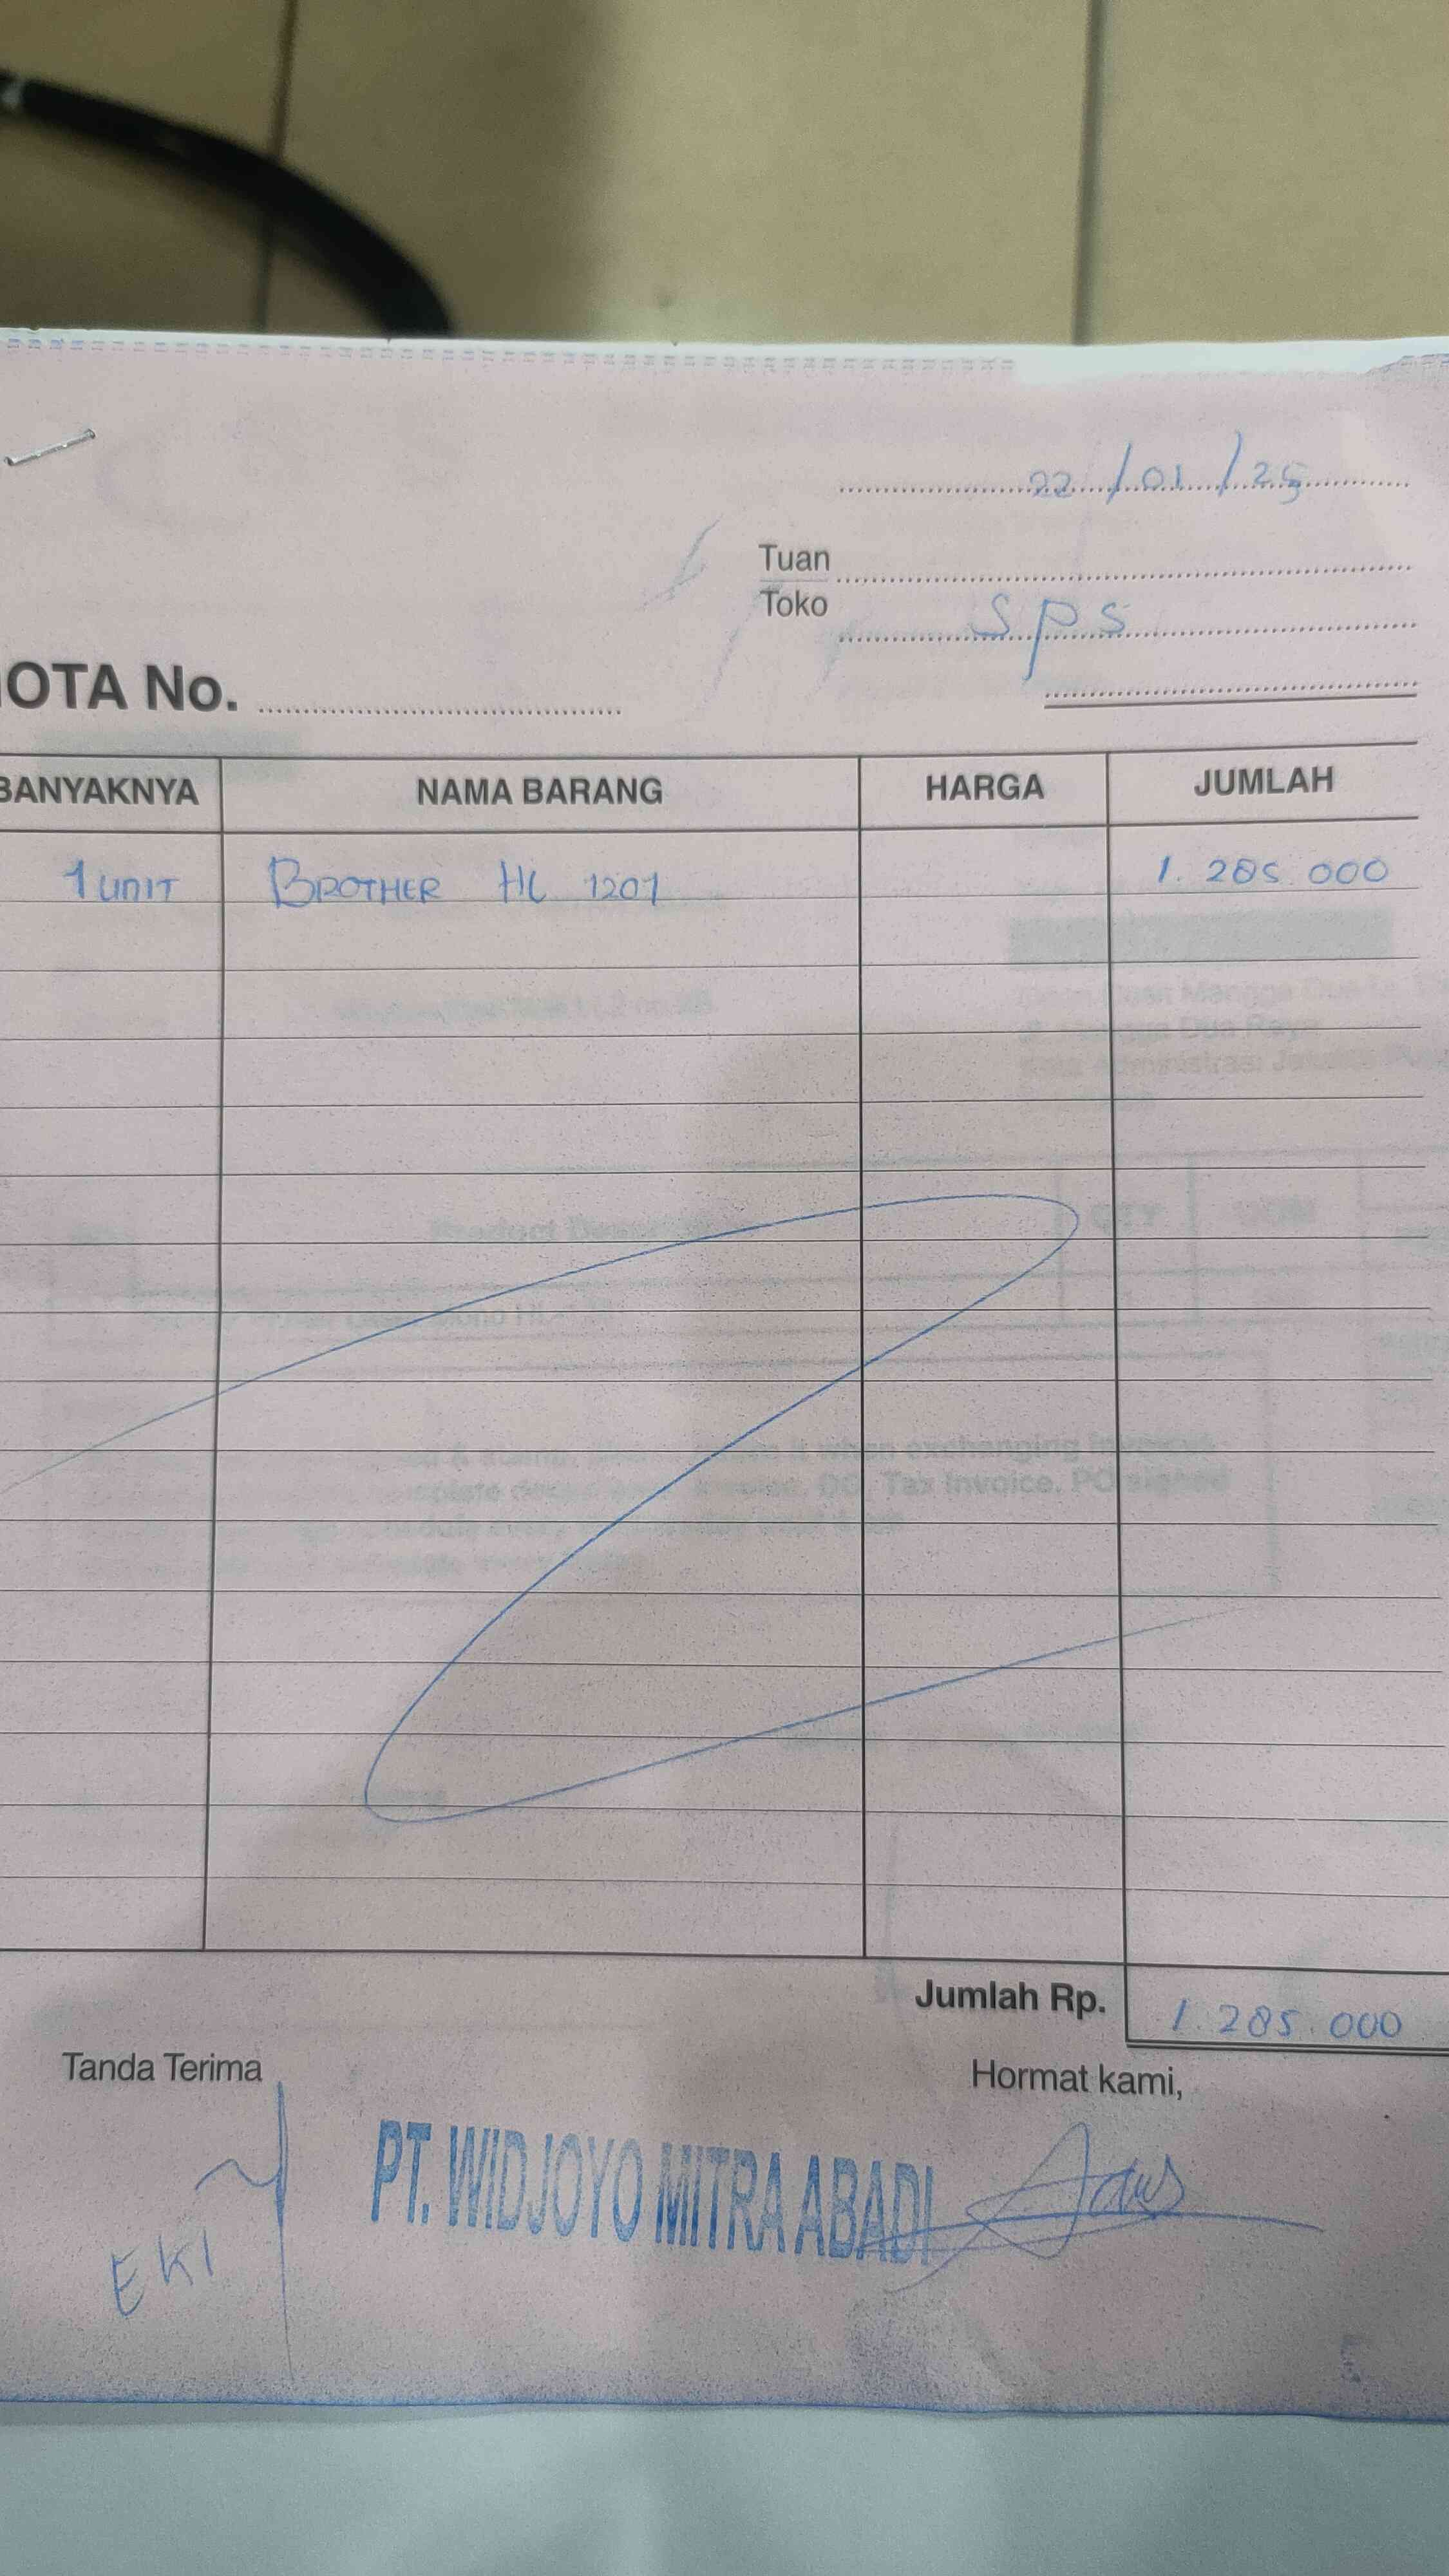 22/01/25
Tuan
Toko SPS
OTA No.
BANYAKNYA NAMA BARANG HARGA JUMLAH
1 UNIT BROTHER HL 1201 1.285.000
Jumlah Rp. 1.285.000
Tanda Terima Hormat kami,
PT. WIDJOYO MITRA ABADI
EKI